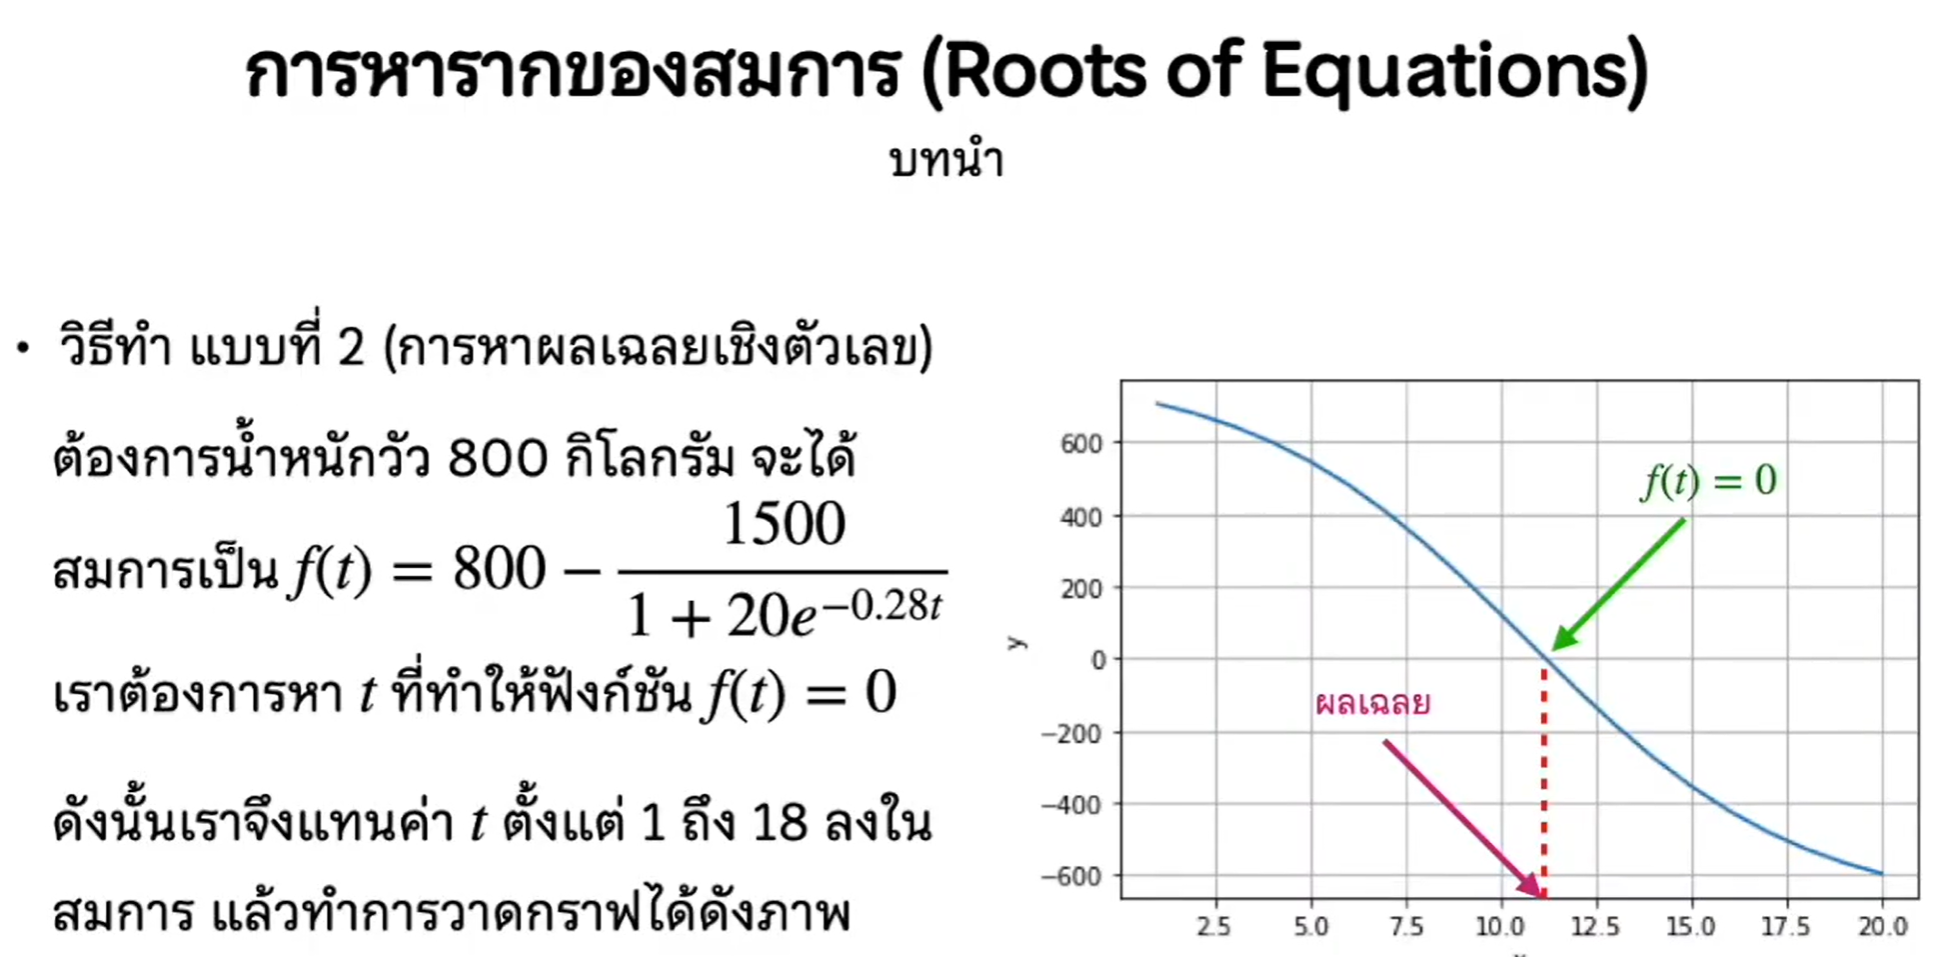 การหารากของสมการ (Roots of Equations)
บทนำ
• วิธีทำ แบบที่ 2 (การหาผลเฉลยเชิงตัวเลข)
ต้องการน้ำหนักวัว 800 กิโลกรัม จะได้
สมการเป็น f(t) = 800 − 1500 / (1 + 20e^{−0.28t})
เราต้องการหา t ที่ทำให้ฟังก์ชัน f(t) = 0
ดังนั้นเราจึงแทนค่า t ตั้งแต่ 1 ถึง 18 ลงใน
สมการ แล้วทำการวาดกราฟได้ดังภาพ
600
400
200
0
−200
−400
−600
y
f(t) = 0
ผลเฉลย
2.5 5.0 7.5 10.0 12.5 15.0 17.5 20.0